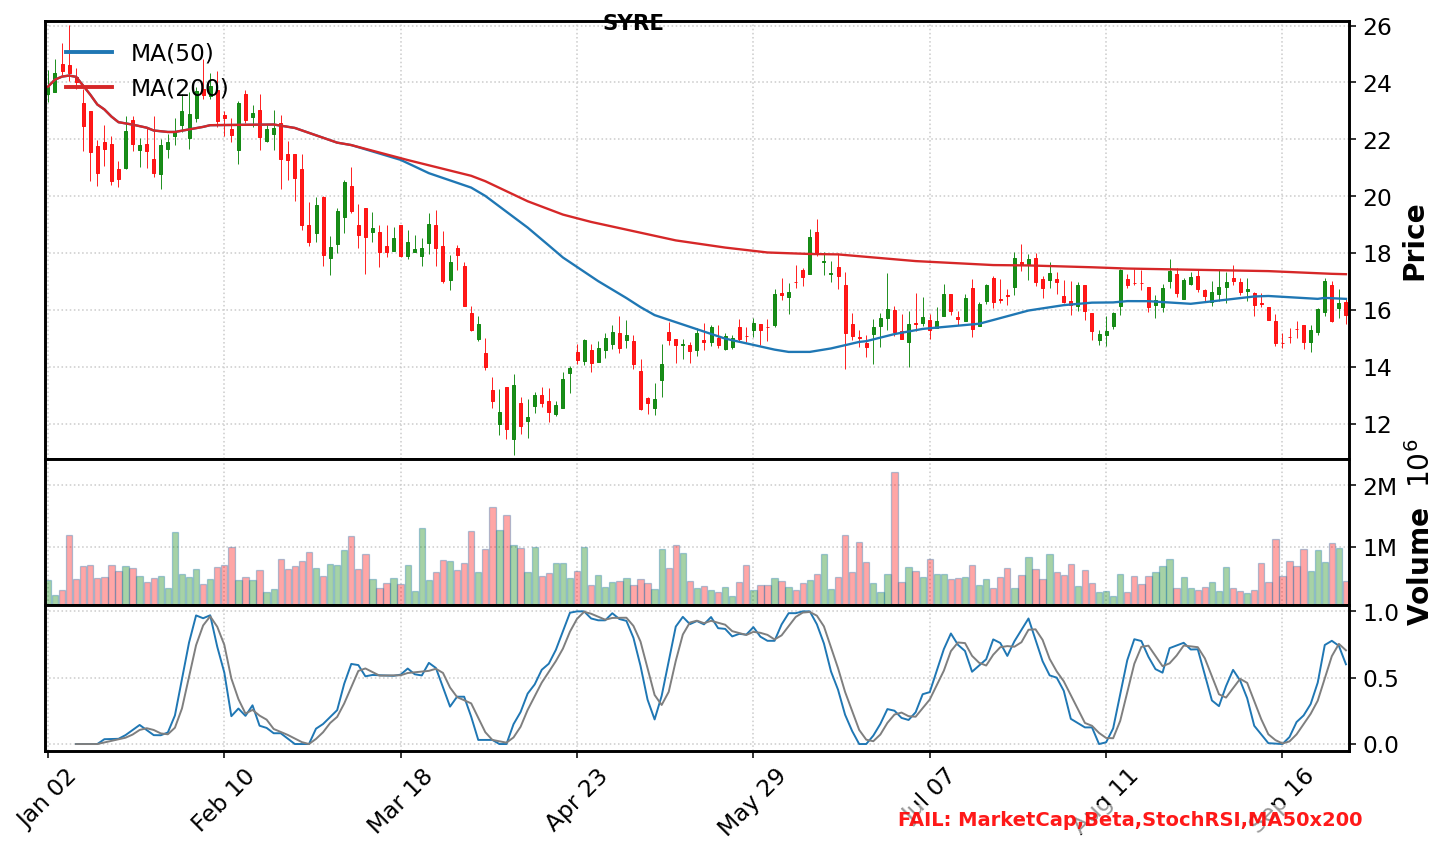 SYRE
MA(50)
MA(200)
26
24
22
20
18
16
14
12
Price
2M
1M
Volume 10^6
1.0
0.5
0.0
Jan 02
Feb 10
Mar 18
Apr 23
May 29
Jul 07
Aug 11
Sep 16
FAIL: MarketCap,Beta,StochRSI,MA50x200